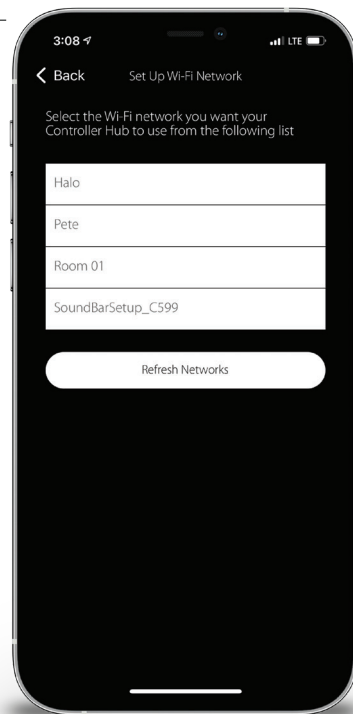 3:08
LTE
Back
Set Up Wi-Fi Network
Select the Wi-Fi network you want your
Controller Hub to use from the following list
Halo
Pete
Room 01
SoundBarSetup_C599
Refresh Networks